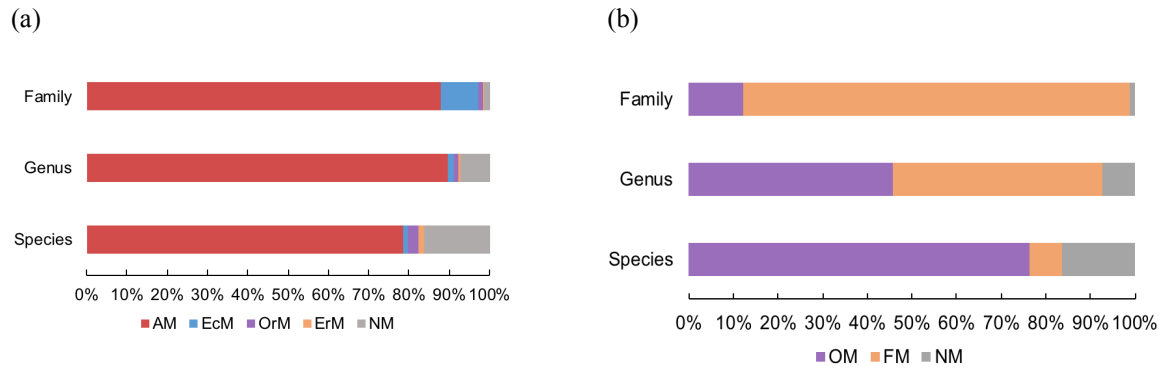 (a)
Family
Genus
Species
0% 10% 20% 30% 40% 50% 60% 70% 80% 90% 100%
AM EcM OrM ErM NM
(b)
Family
Genus
Species
0% 10% 20% 30% 40% 50% 60% 70% 80% 90% 100%
OM FM NM